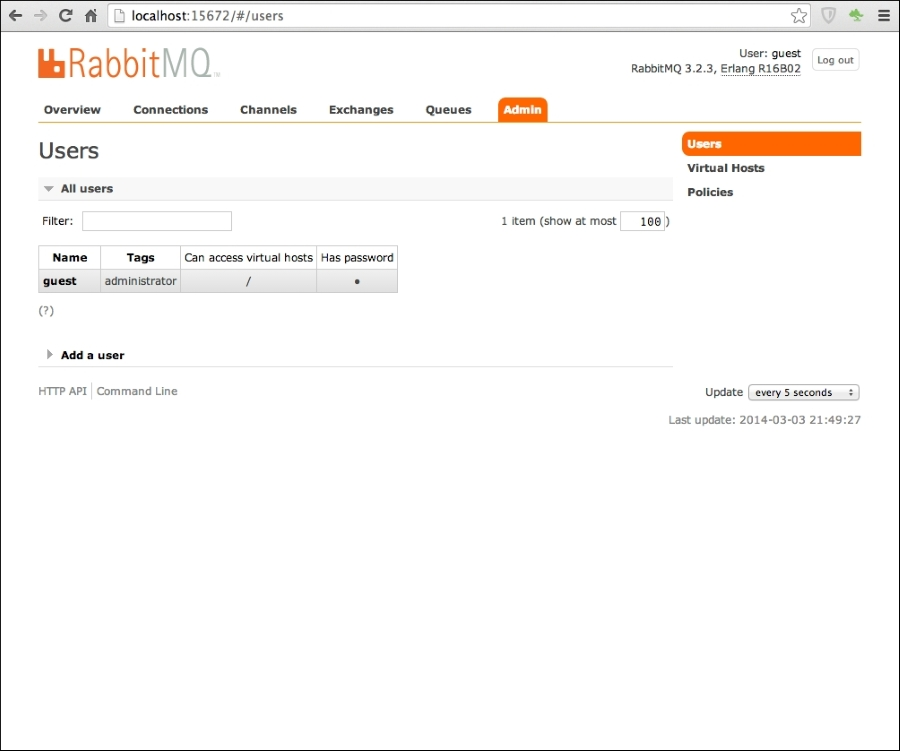 localhost:15672/#/users
RabbitMQ™
User: guest
RabbitMQ 3.2.3, Erlang R16B02
Log out
Overview Connections Channels Exchanges Queues Admin
Users
Users
Virtual Hosts
Policies
All users
Filter: 1 item (show at most 100 )
Name Tags Can access virtual hosts Has password
guest administrator / •
(?)
Add a user
HTTP API Command Line
Update every 5 seconds
Last update: 2014-03-03 21:49:27